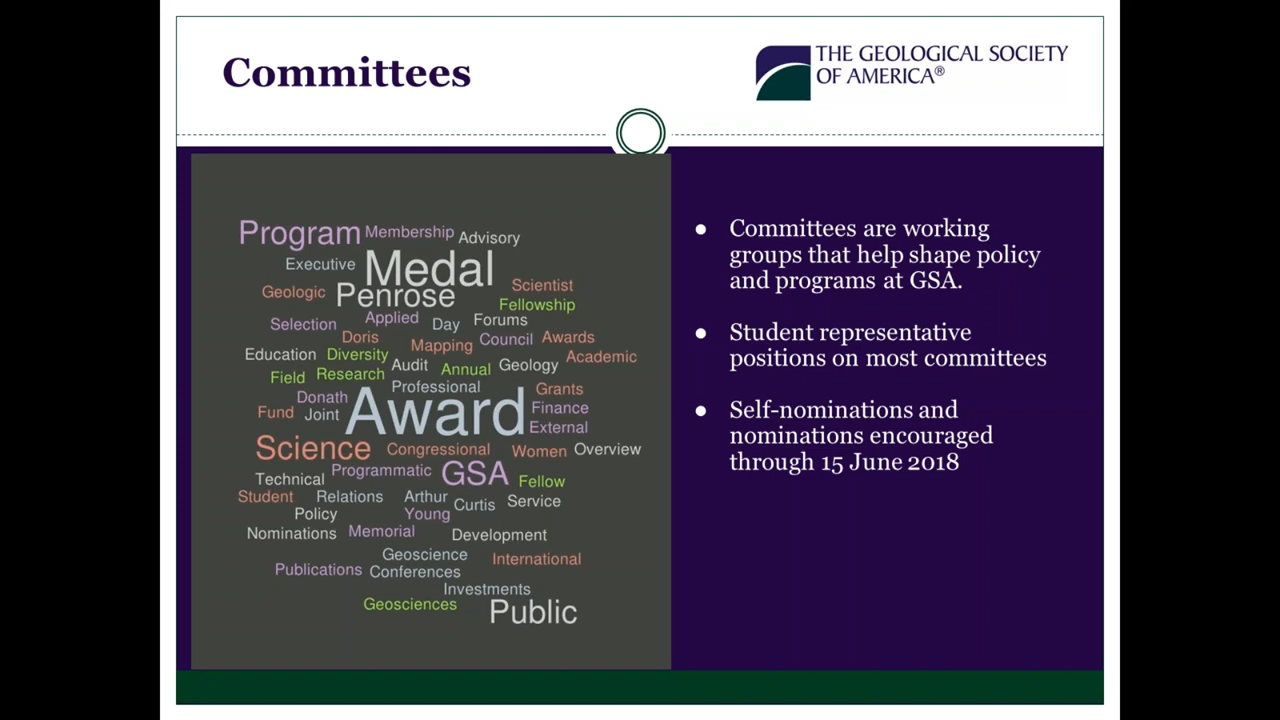 Committees
THE GEOLOGICAL SOCIETY
OF AMERICA®
Program Membership Advisory
Executive Medal
Geologic Penrose Scientist
Fellowship
Selection Applied Day Forums
Doris Mapping Council Awards
Education Diversity Audit Annual Geology Academic
Field Research Professional Grants
Donath Award Finance
Fund Joint External
Science Congressional Women Overview
Technical Programmatic GSA Fellow
Student Relations Arthur Curtis Service
Policy Young
Nominations Memorial Development
Geoscience International
Publications Conferences
Investments
Geosciences Public
● Committees are working
groups that help shape policy
and programs at GSA.
● Student representative
positions on most committees
● Self-nominations and
nominations encouraged
through 15 June 2018